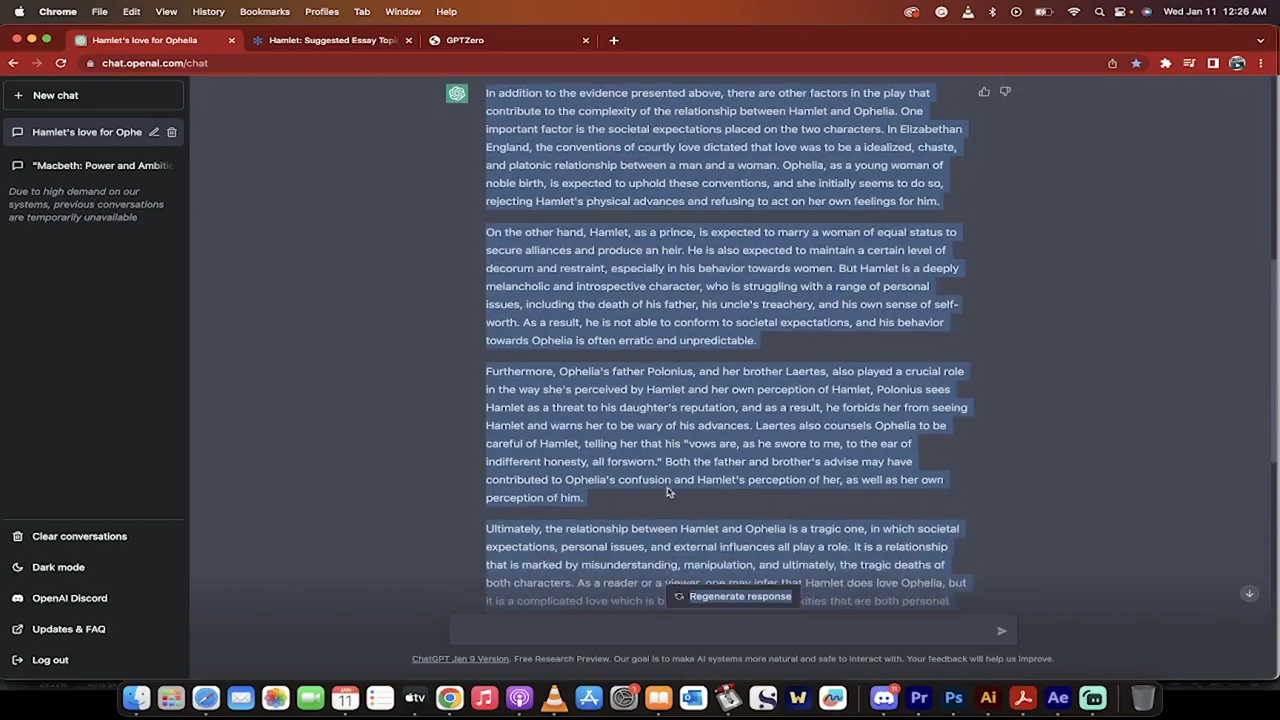 Chrome File Edit View History Bookmarks Profiles Tab Window Help Wed Jan 11 12:26 AM
Hamlet's love for Ophelia Hamlet: Suggested Essay Topi GPTZero
chat.openai.com/chat
New chat
Hamlet's love for Ophe
"Macbeth: Power and Ambitio
Due to high demand on our
systems, previous conversations
are temporarily unavailable
Clear conversations
Dark mode
OpenAI Discord
Updates & FAQ
Log out
In addition to the evidence presented above, there are other factors in the play that
contribute to the complexity of the relationship between Hamlet and Ophelia. One
important factor is the societal expectations placed on the two characters. In Elizabethan
England, the conventions of courtly love dictated that love was to be a idealized, chaste,
and platonic relationship between a man and a woman. Ophelia, as a young woman of
noble birth, is expected to uphold these conventions, and she initially seems to do so,
rejecting Hamlet's physical advances and refusing to act on her own feelings for him.
On the other hand, Hamlet, as a prince, is expected to marry a woman of equal status to
secure alliances and produce an heir. He is also expected to maintain a certain level of
decorum and restraint, especially in his behavior towards women. But Hamlet is a deeply
melancholic and introspective character, who is struggling with a range of personal
issues, including the death of his father, his uncle's treachery, and his own sense of self-
worth. As a result, he is not able to conform to societal expectations, and his behavior
towards Ophelia is often erratic and unpredictable.
Furthermore, Ophelia's father Polonius, and her brother Laertes, also played a crucial role
in the way she's perceived by Hamlet and her own perception of Hamlet, Polonius sees
Hamlet as a threat to his daughter's reputation, and as a result, he forbids her from seeing
Hamlet and warns her to be wary of his advances. Laertes also counsels Ophelia to be
careful of Hamlet, telling her that his "vows are, as he swore to me, to the ear of
indifferent honesty, all forsworn." Both the father and brother's advise may have
contributed to Ophelia's confusion and Hamlet's perception of her, as well as her own
perception of him.
Ultimately, the relationship between Hamlet and Ophelia is a tragic one, in which societal
expectations, personal issues, and external influences all play a role. It is a relationship
that is marked by misunderstanding, manipulation, and ultimately, the tragic deaths of
both characters. As a reader or a viewer, one may infer that Hamlet does love Ophelia, but
it is a complicated love which is b kities that are both personal
Regenerate response
ChatGPT Jan 9 Version. Free Research Preview. Our goal is to make AI systems more natural and safe to interact with. Your feedback will help us improve.